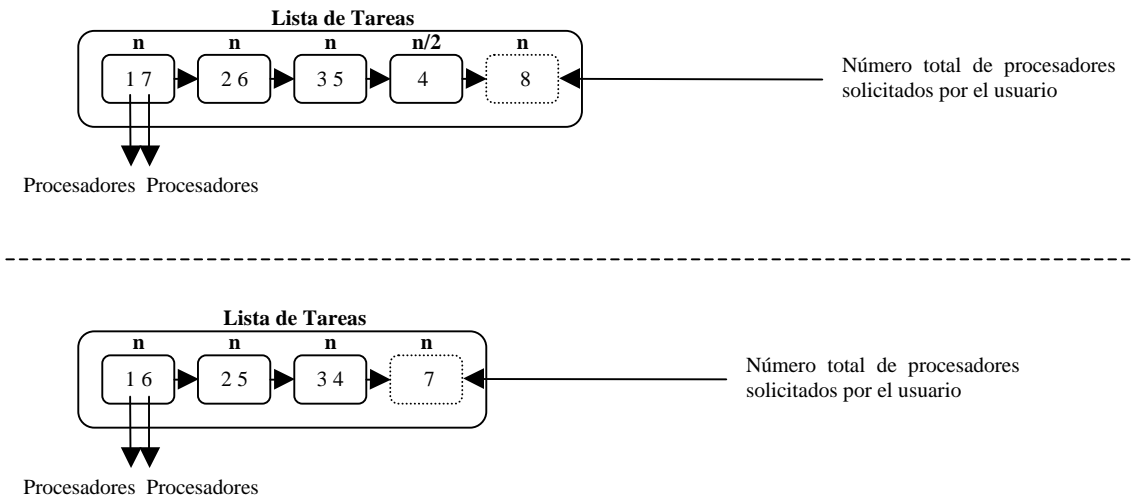 Lista de Tareas
n n n n/2 n
1 7 2 6 3 5 4 8
Número total de procesadores
solicitados por el usuario
Procesadores Procesadores
Lista de Tareas
n n n n
1 6 2 5 3 4 7
Número total de procesadores
solicitados por el usuario
Procesadores Procesadores